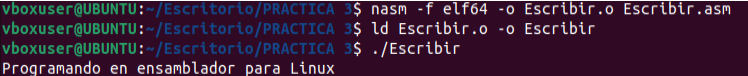 vboxuser@UBUNTU:~/Escritorio/PRACTICA 3$ nasm -f elf64 -o Escribir.o Escribir.asm
vboxuser@UBUNTU:~/Escritorio/PRACTICA 3$ ld Escribir.o -o Escribir
vboxuser@UBUNTU:~/Escritorio/PRACTICA 3$ ./Escribir
Programando en ensamblador para Linux